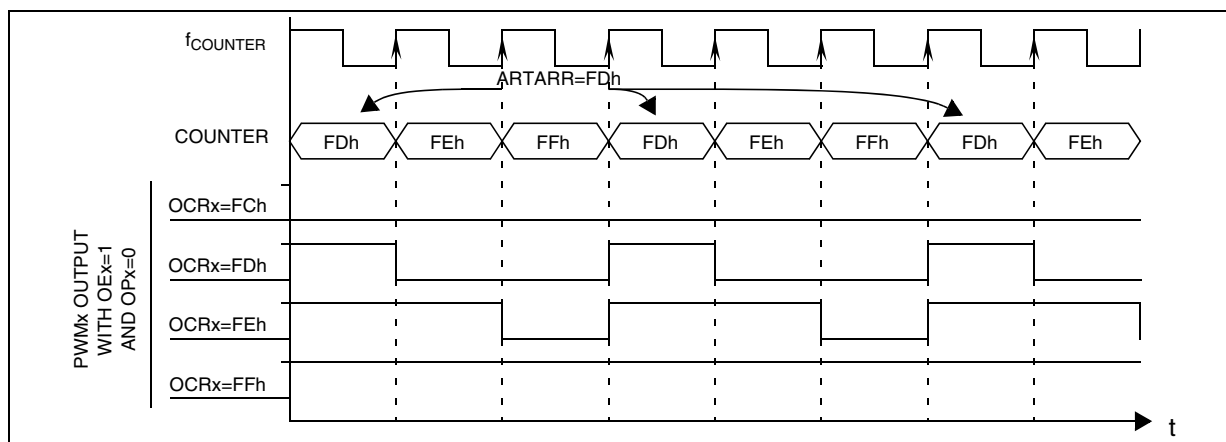 fCOUNTER
ARTARR=FDh
COUNTER
FDh FEh FFh FDh FEh FFh FDh FEh
PWMx OUTPUT
WITH OEx=1
AND OPx=0
OCRx=FCh
OCRx=FDh
OCRx=FEh
OCRx=FFh
t